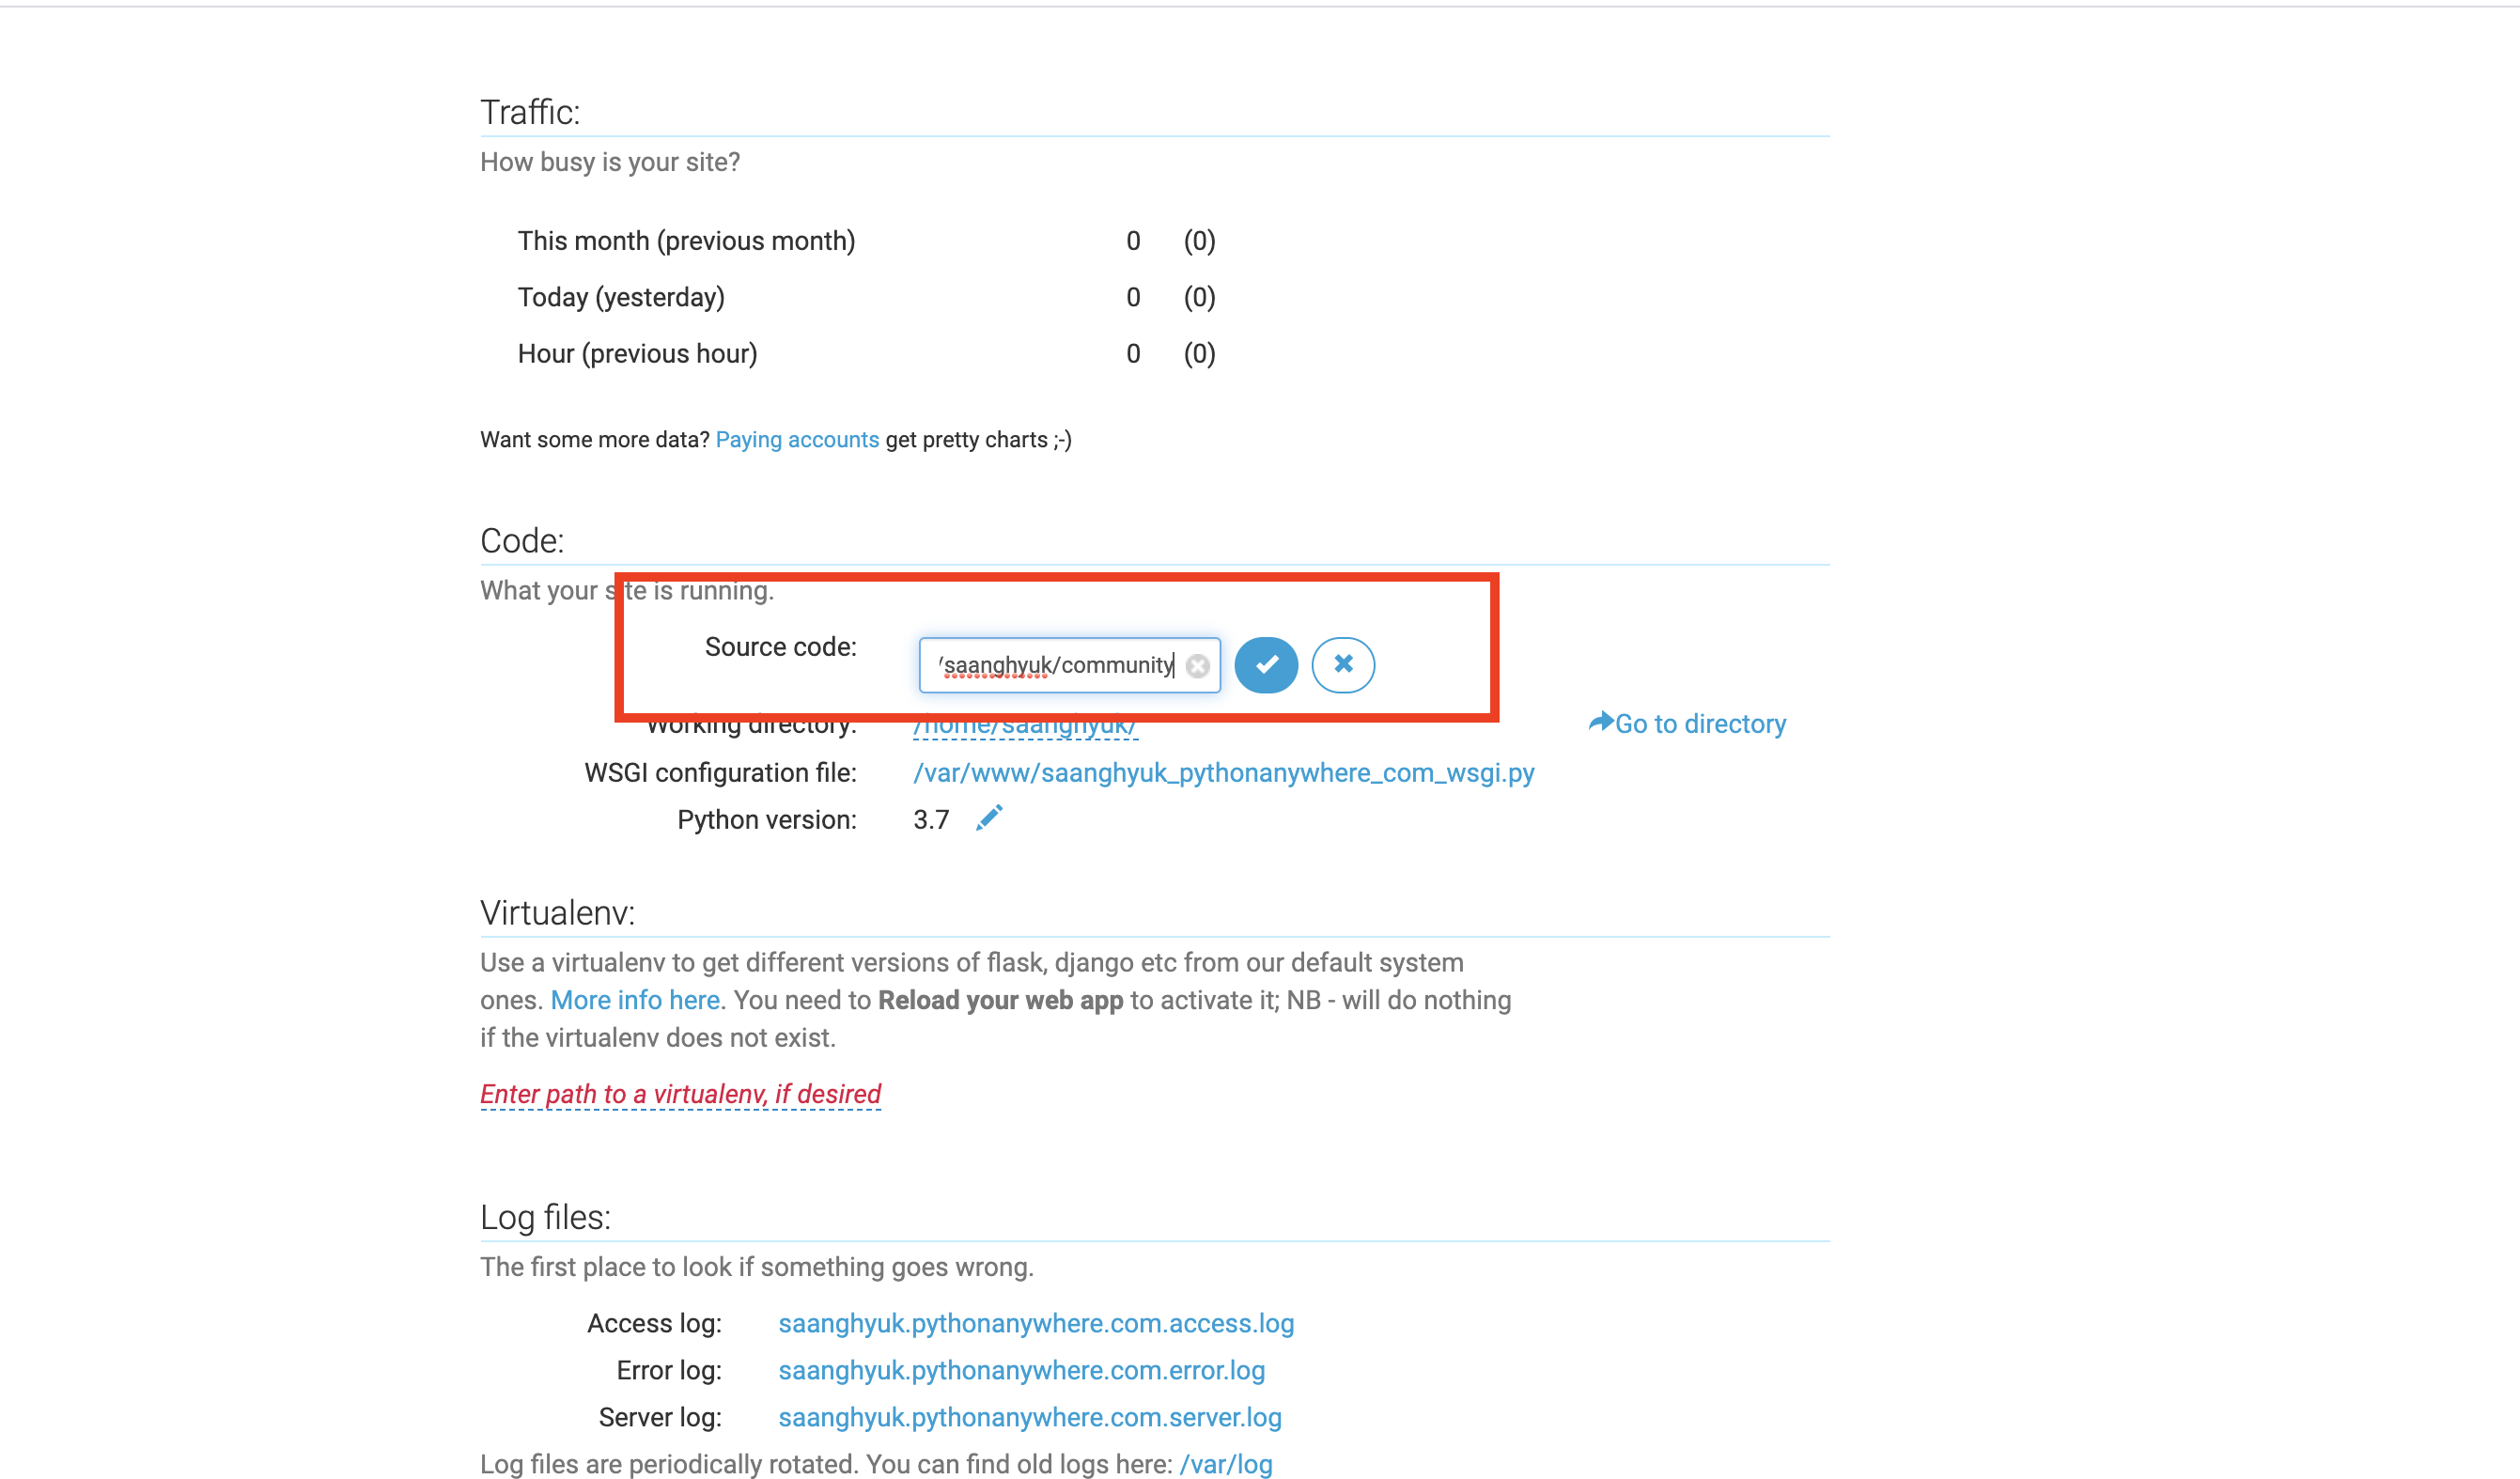 Traffic:
How busy is your site?
This month (previous month) 0 (0)
Today (yesterday) 0 (0)
Hour (previous hour) 0 (0)
Want some more data? Paying accounts get pretty charts ;-)
Code:
What your site is running.
Source code: /saanghyuk/community
Working directory: /home/saanghyuk/ Go to directory
WSGI configuration file: /var/www/saanghyuk_pythonanywhere_com_wsgi.py
Python version: 3.7
Virtualenv:
Use a virtualenv to get different versions of flask, django etc from our default system
ones. More info here. You need to Reload your web app to activate it; NB - will do nothing
if the virtualenv does not exist.
Enter path to a virtualenv, if desired
Log files:
The first place to look if something goes wrong.
Access log: saanghyuk.pythonanywhere.com.access.log
Error log: saanghyuk.pythonanywhere.com.error.log
Server log: saanghyuk.pythonanywhere.com.server.log
Log files are periodically rotated. You can find old logs here: /var/log